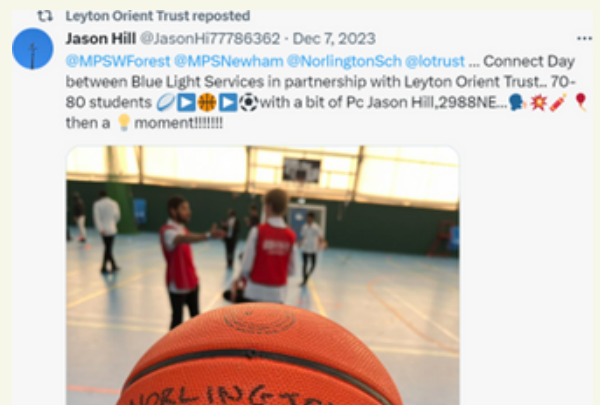 Leyton Orient Trust reposted
Jason Hill @JasonHi77786362 · Dec 7, 2023
@MPSWForest @MPSNewham @NorlingtonSch @lotrust ... Connect Day
between Blue Light Services in partnership with Leyton Orient Trust.. 70-
80 students 🏉▶️🏀▶️⚽with a bit of Pc Jason Hill,2988NE...🗣️💥🧨🎈
then a 💡moment!!!!!!!
NORLINGTON